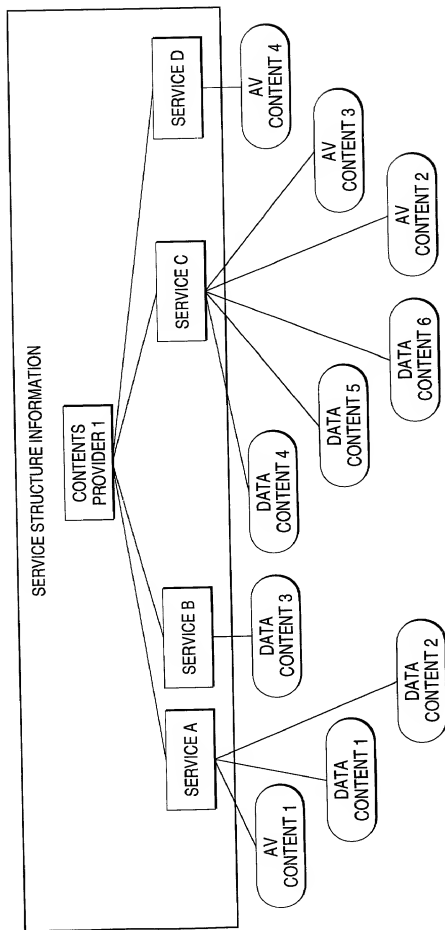 SERVICE STRUCTURE INFORMATION
CONTENTS
PROVIDER 1
SERVICE A
SERVICE B
SERVICE C
SERVICE D
AV
CONTENT 1
DATA
CONTENT 1
DATA
CONTENT 2
DATA
CONTENT 3
DATA
CONTENT 4
DATA
CONTENT 5
DATA
CONTENT 6
AV
CONTENT 2
AV
CONTENT 3
AV
CONTENT 4